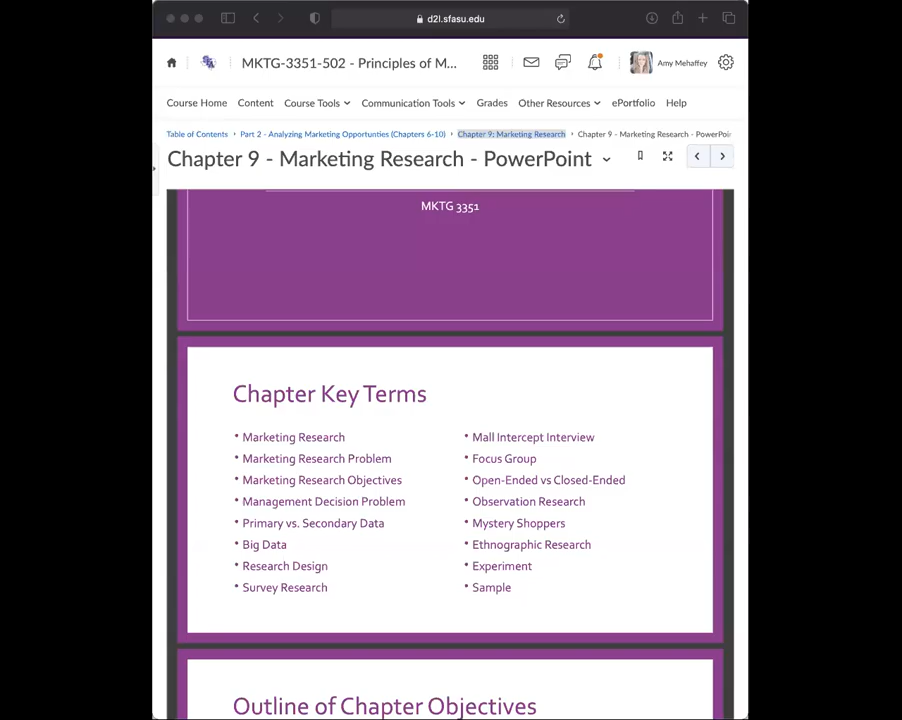 d2l.sfasu.edu
MKTG-3351-502 - Principles of M...
Amy Mehaffey
Course Home Content Course Tools Communication Tools Grades Other Resources ePortfolio Help
Table of Contents › Part 2 - Analyzing Marketing Opportunities (Chapters 6-10) › Chapter 9: Marketing Research › Chapter 9 - Marketing Research - PowerPoin
Chapter 9 - Marketing Research - PowerPoint
MKTG 3351
Chapter Key Terms
• Marketing Research
• Marketing Research Problem
• Marketing Research Objectives
• Management Decision Problem
• Primary vs. Secondary Data
• Big Data
• Research Design
• Survey Research
• Mall Intercept Interview
• Focus Group
• Open-Ended vs Closed-Ended
• Observation Research
• Mystery Shoppers
• Ethnographic Research
• Experiment
• Sample
Outline of Chapter Objectives